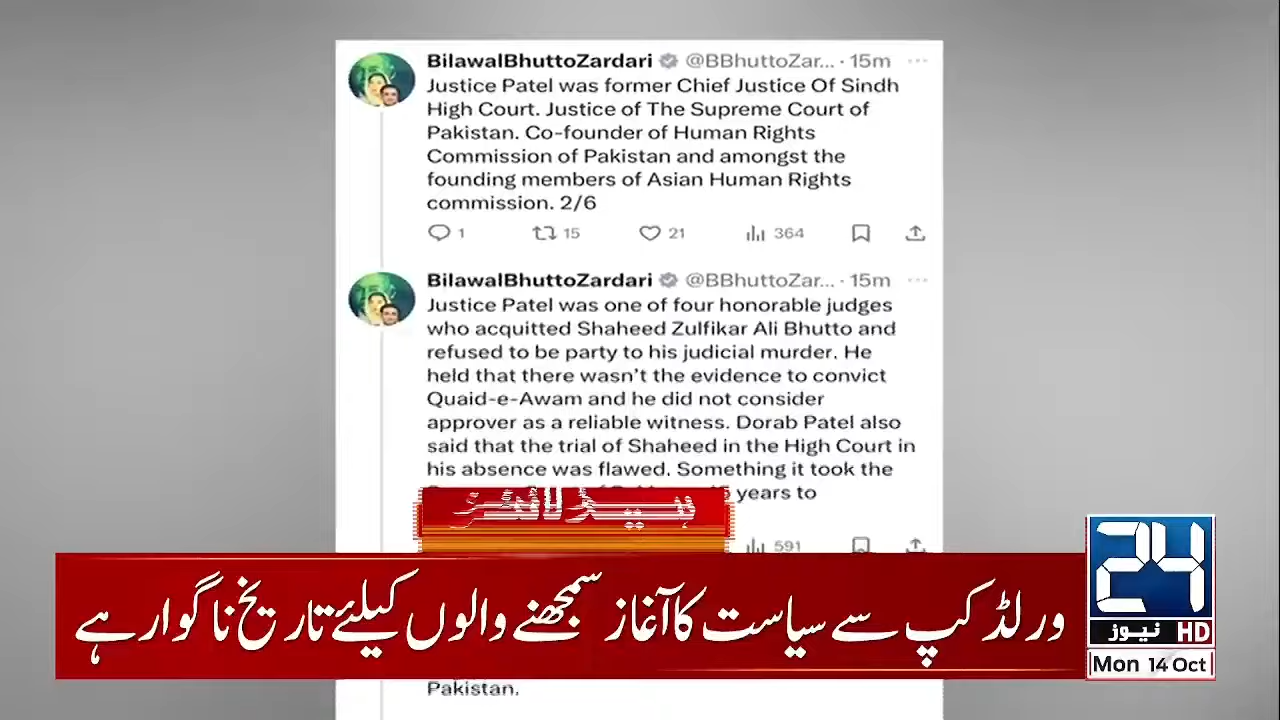 BilawalBhuttoZardari @BBhuttoZar... · 15m
Justice Patel was former Chief Justice Of Sindh
High Court. Justice of The Supreme Court of
Pakistan. Co-founder of Human Rights
Commission of Pakistan and amongst the
founding members of Asian Human Rights
commission. 2/6
1 15 21 364
BilawalBhuttoZardari @BBhuttoZar... · 15m
Justice Patel was one of four honorable judges
who acquitted Shaheed Zulfikar Ali Bhutto and
refused to be party to his judicial murder. He
held that there wasn't the evidence to convict
Quaid-e-Awam and he did not consider
approver as a reliable witness. Dorab Patel also
said that the trial of Shaheed in the High Court in
his absence was flawed. Something it took the
years to
ہیڈلائنز
591
ورلڈ کپ سے سیاست کا آغاز سمجھنے والوں کیلئے تاریخ ناگوار ہے
24
نیوز HD
Mon 14 Oct
Pakistan.